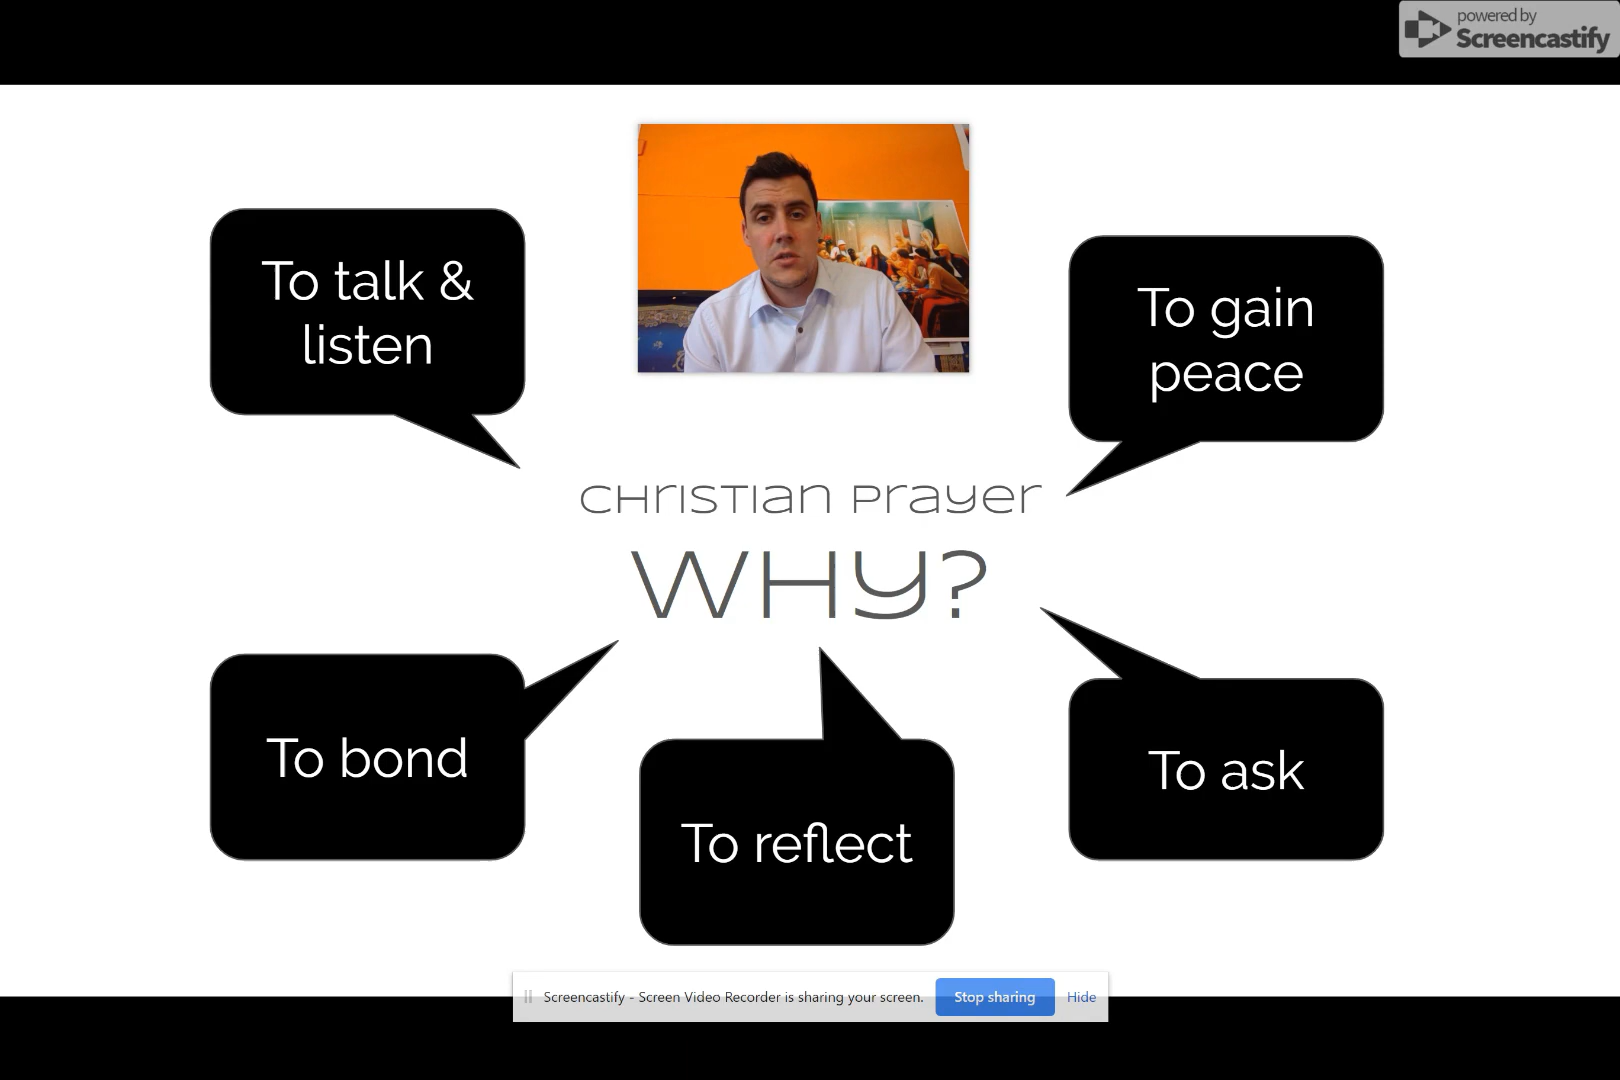 powered by
Screencastify
To talk &
listen
To gain
peace
Christian Prayer
WHY?
To bond
To reflect
To ask
Screencastify - Screen Video Recorder is sharing your screen.
Stop sharing
Hide